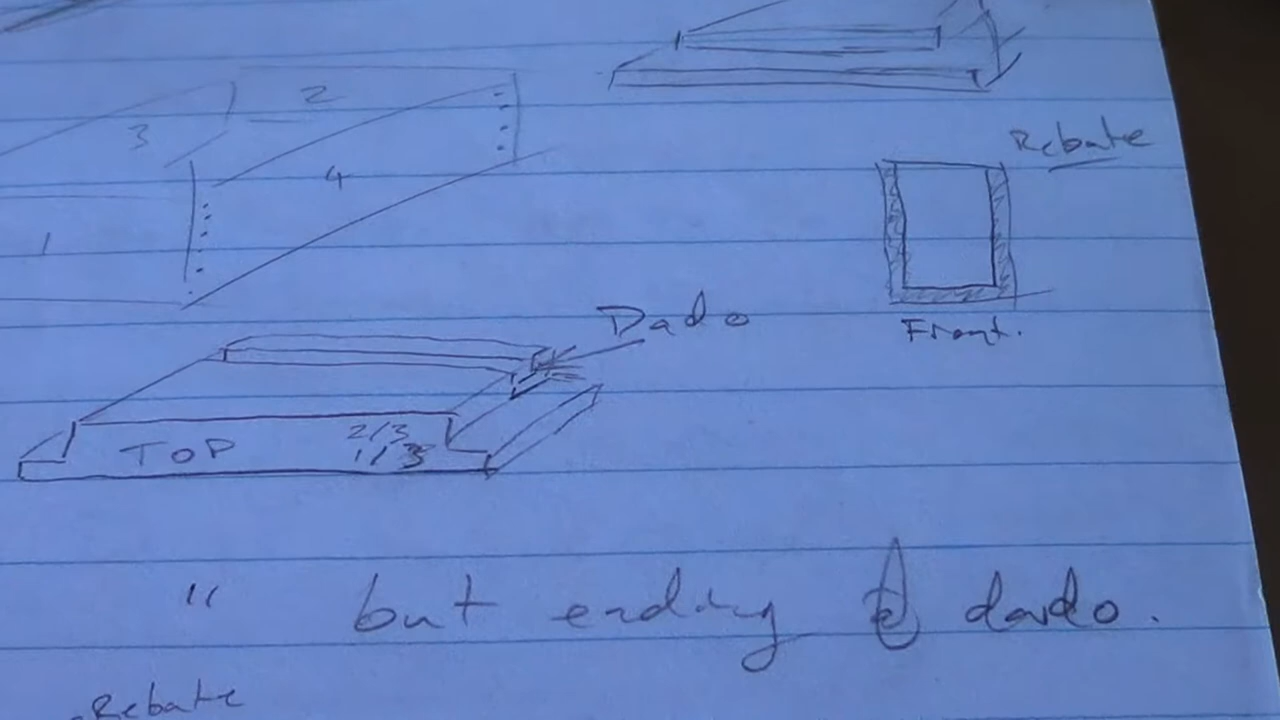 2
3
Rebate
4
1
Dado
Front.
TOP 2/3
1/3
" but ending @ dado.
Rebate